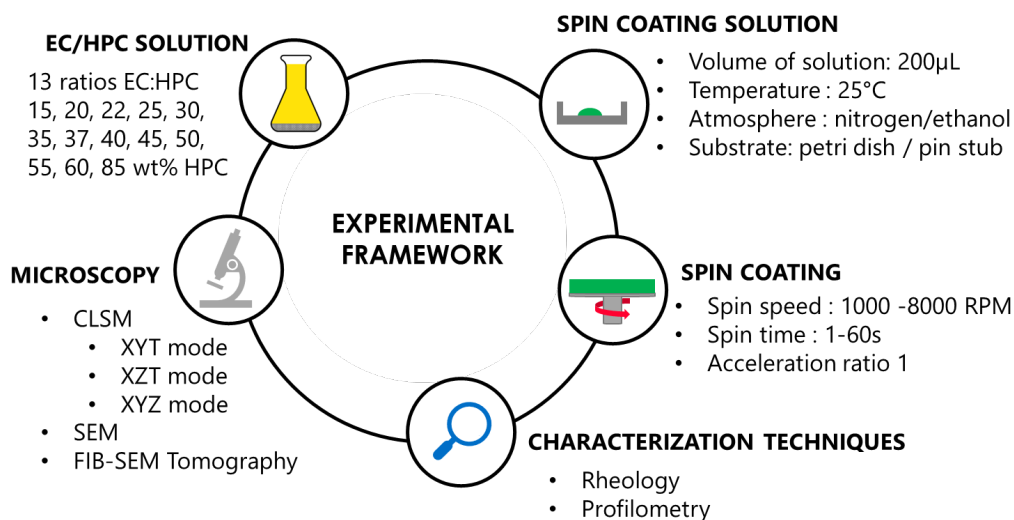 EC/HPC SOLUTION
13 ratios EC:HPC
15, 20, 22, 25, 30,
35, 37, 40, 45, 50,
55, 60, 85 wt% HPC
SPIN COATING SOLUTION
• Volume of solution: 200µL
• Temperature : 25°C
• Atmosphere : nitrogen/ethanol
• Substrate: petri dish / pin stub
EXPERIMENTAL
FRAMEWORK
MICROSCOPY
• CLSM
• XYT mode
• XZT mode
• XYZ mode
• SEM
• FIB-SEM Tomography
SPIN COATING
• Spin speed : 1000 -8000 RPM
• Spin time : 1-60s
• Acceleration ratio 1
CHARACTERIZATION TECHNIQUES
• Rheology
• Profilometry